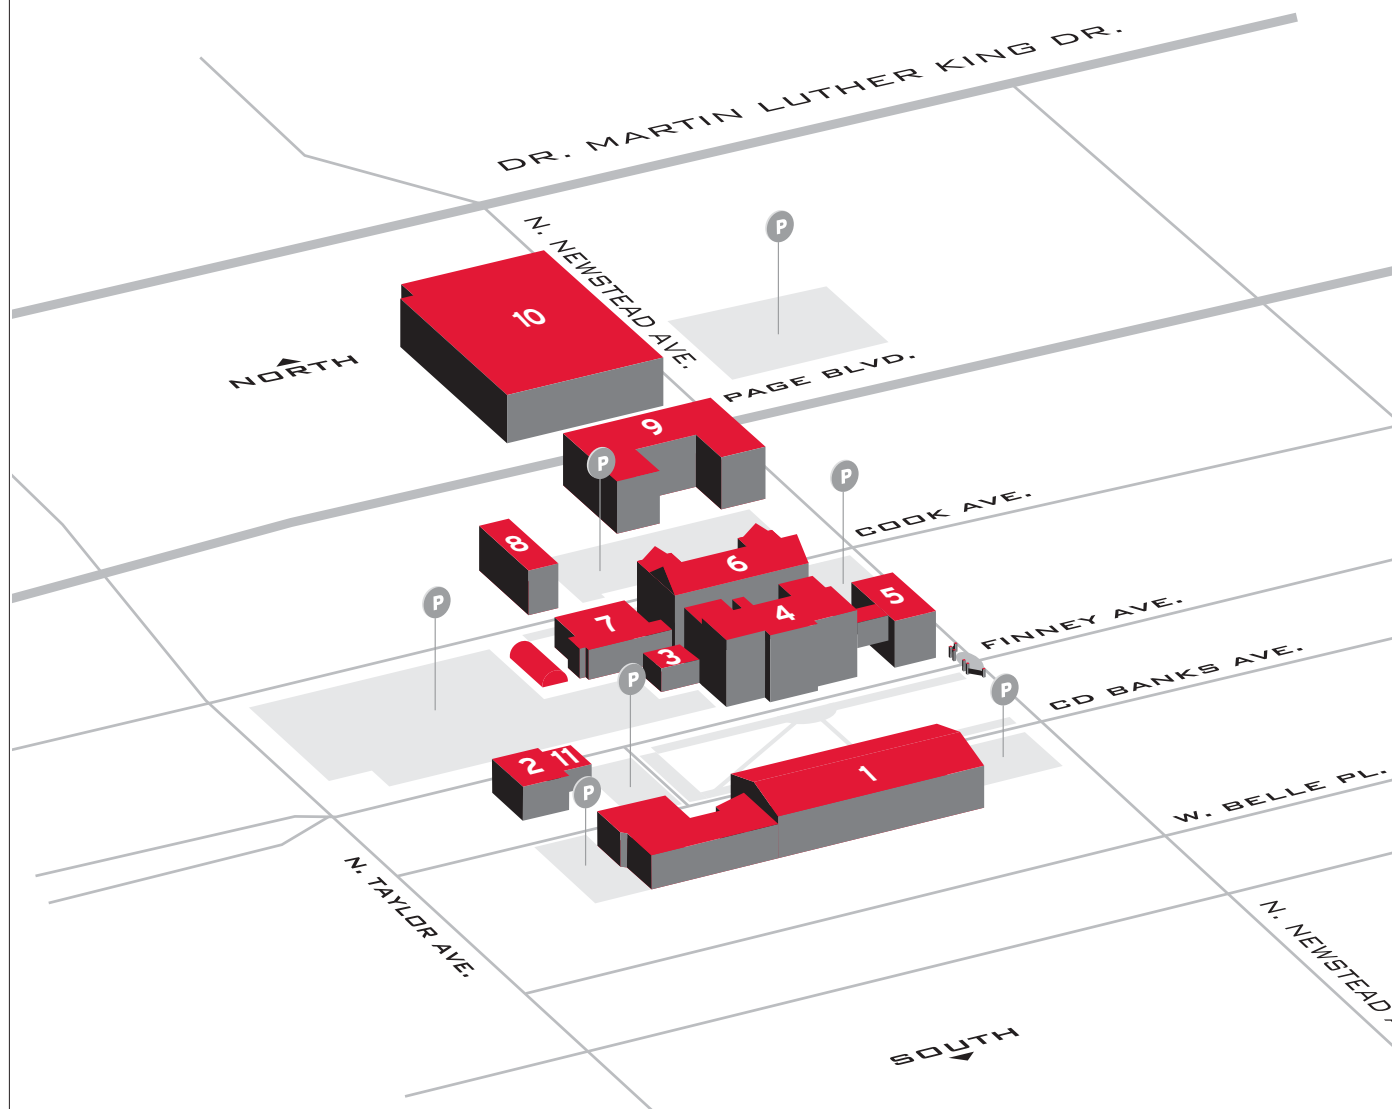 DR. MARTIN LUTHER KING DR.
N. NEWSTEAD AVE.
P
10
NORTH
PAGE BLVD.
9
P
P
COOK AVE.
8
6
P
7
4
5
3
FINNEY AVE.
P
CD BANKS AVE.
P
2
11
1
P
W. BELLE PL.
N. TAYLOR AVE.
N. NEWSTEAD A
SOUTH